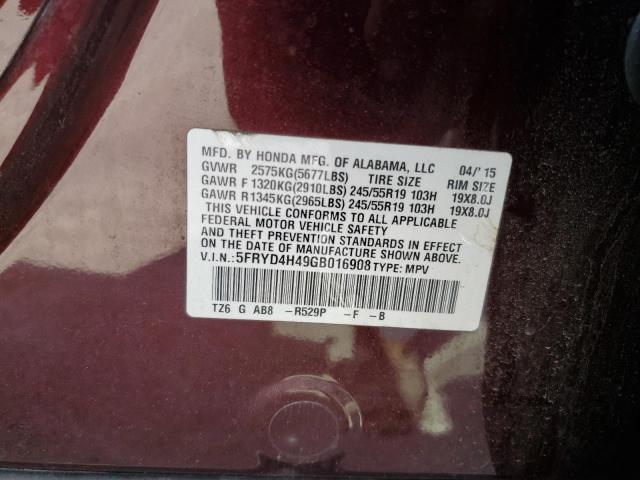 MFD. BY HONDA MFG. OF ALABAMA, LLC 04/'15
GVWR 2575KG(5677LBS) TIRE SIZE RIM SIZE
GAWR F 1320KG(2910LBS) 245/55R19 103H 19X8.0J
GAWR R 1345KG(2965LBS) 245/55R19 103H 19X8.0J
THIS VEHICLE CONFORMS TO ALL APPLICABLE
FEDERAL MOTOR VEHICLE SAFETY
AND THEFT PREVENTION STANDARDS IN EFFECT
ON THE DATE OF MANUFACTURE SHOWN ABOVE.
V.I.N.:5FRYD4H49GB016908 TYPE: MPV
TZ6 G AB8 -R529P -F -B